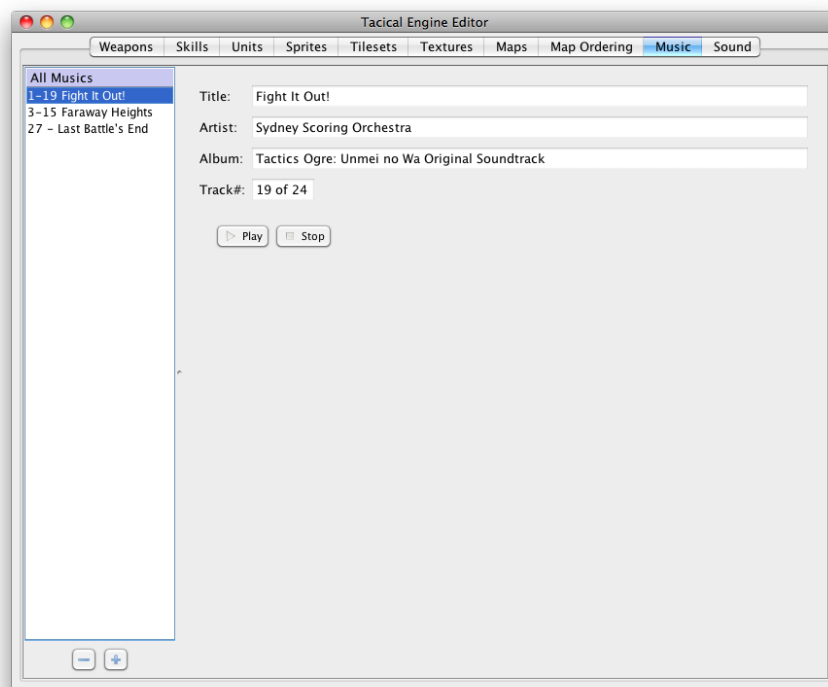 Tacical Engine Editor
Weapons Skills Units Sprites Tilesets Textures Maps Map Ordering Music Sound
All Musics
1-19 Fight It Out!
3-15 Faraway Heights
27 - Last Battle's End
Title: Fight It Out!
Artist: Sydney Scoring Orchestra
Album: Tactics Ogre: Unmei no Wa Original Soundtrack
Track#: 19 of 24
Play Stop